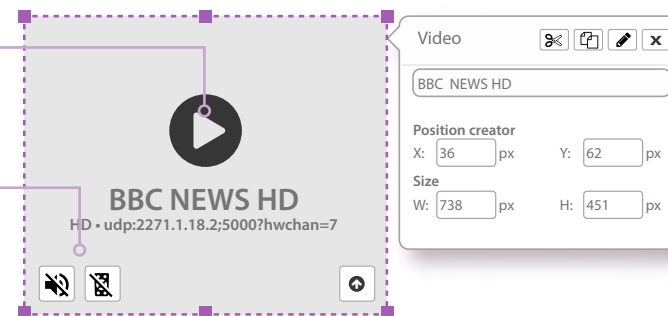 BBC NEWS HD
HD • udp:2271.1.18.2;5000?hwchan=7
Video
x
BBC NEWS HD
Position creator
X: 36 px Y: 62 px
Size
W: 738 px H: 451 px